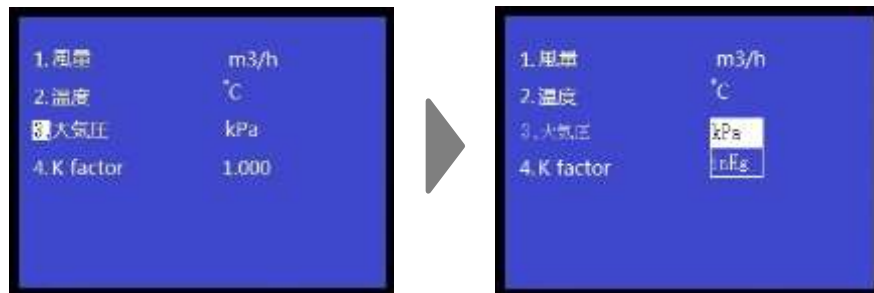 1.風量 m3/h
2.温度 ℃
3.大気圧 kPa
4.K factor 1.000
1.風量 m3/h
2.温度 ℃
3.大気圧 kPa
inHg
4.K factor